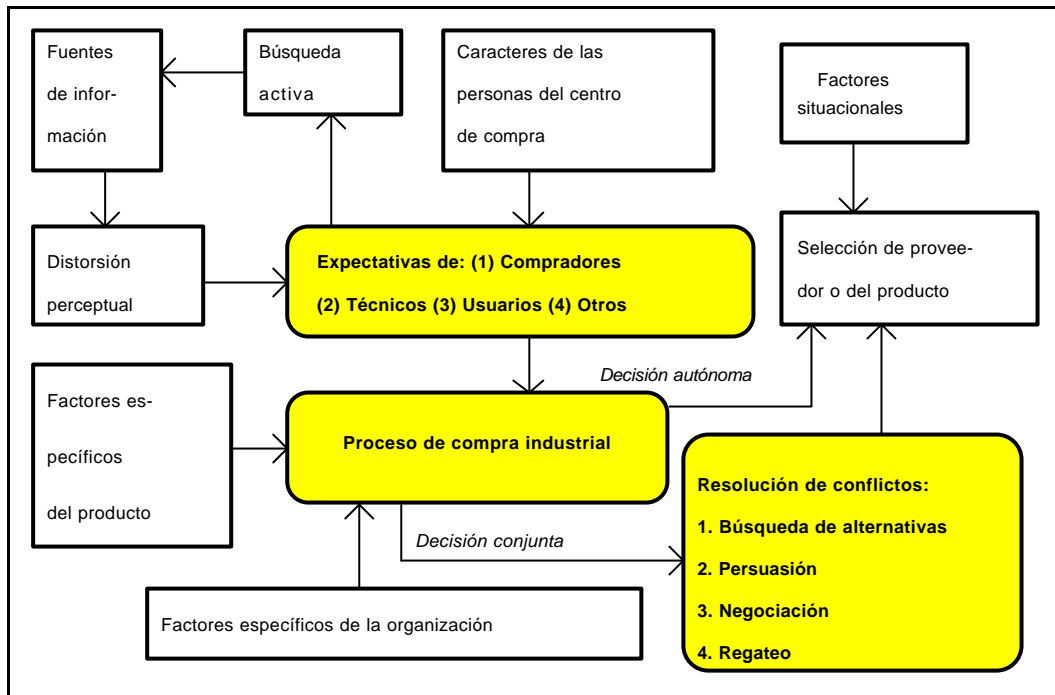 Fuentes
de infor-
mación
Búsqueda
activa
Caracteres de las
personas del centro
de compra
Factores
situacionales
Distorsión
perceptual
Expectativas de: (1) Compradores
(2) Técnicos (3) Usuarios (4) Otros
Selección de provee-
dor o del producto
Decisión autónoma
Factores es-
pecíficos
del producto
Proceso de compra industrial
Decisión conjunta
Resolución de conflictos:
1. Búsqueda de alternativas
2. Persuasión
3. Negociación
4. Regateo
Factores específicos de la organización